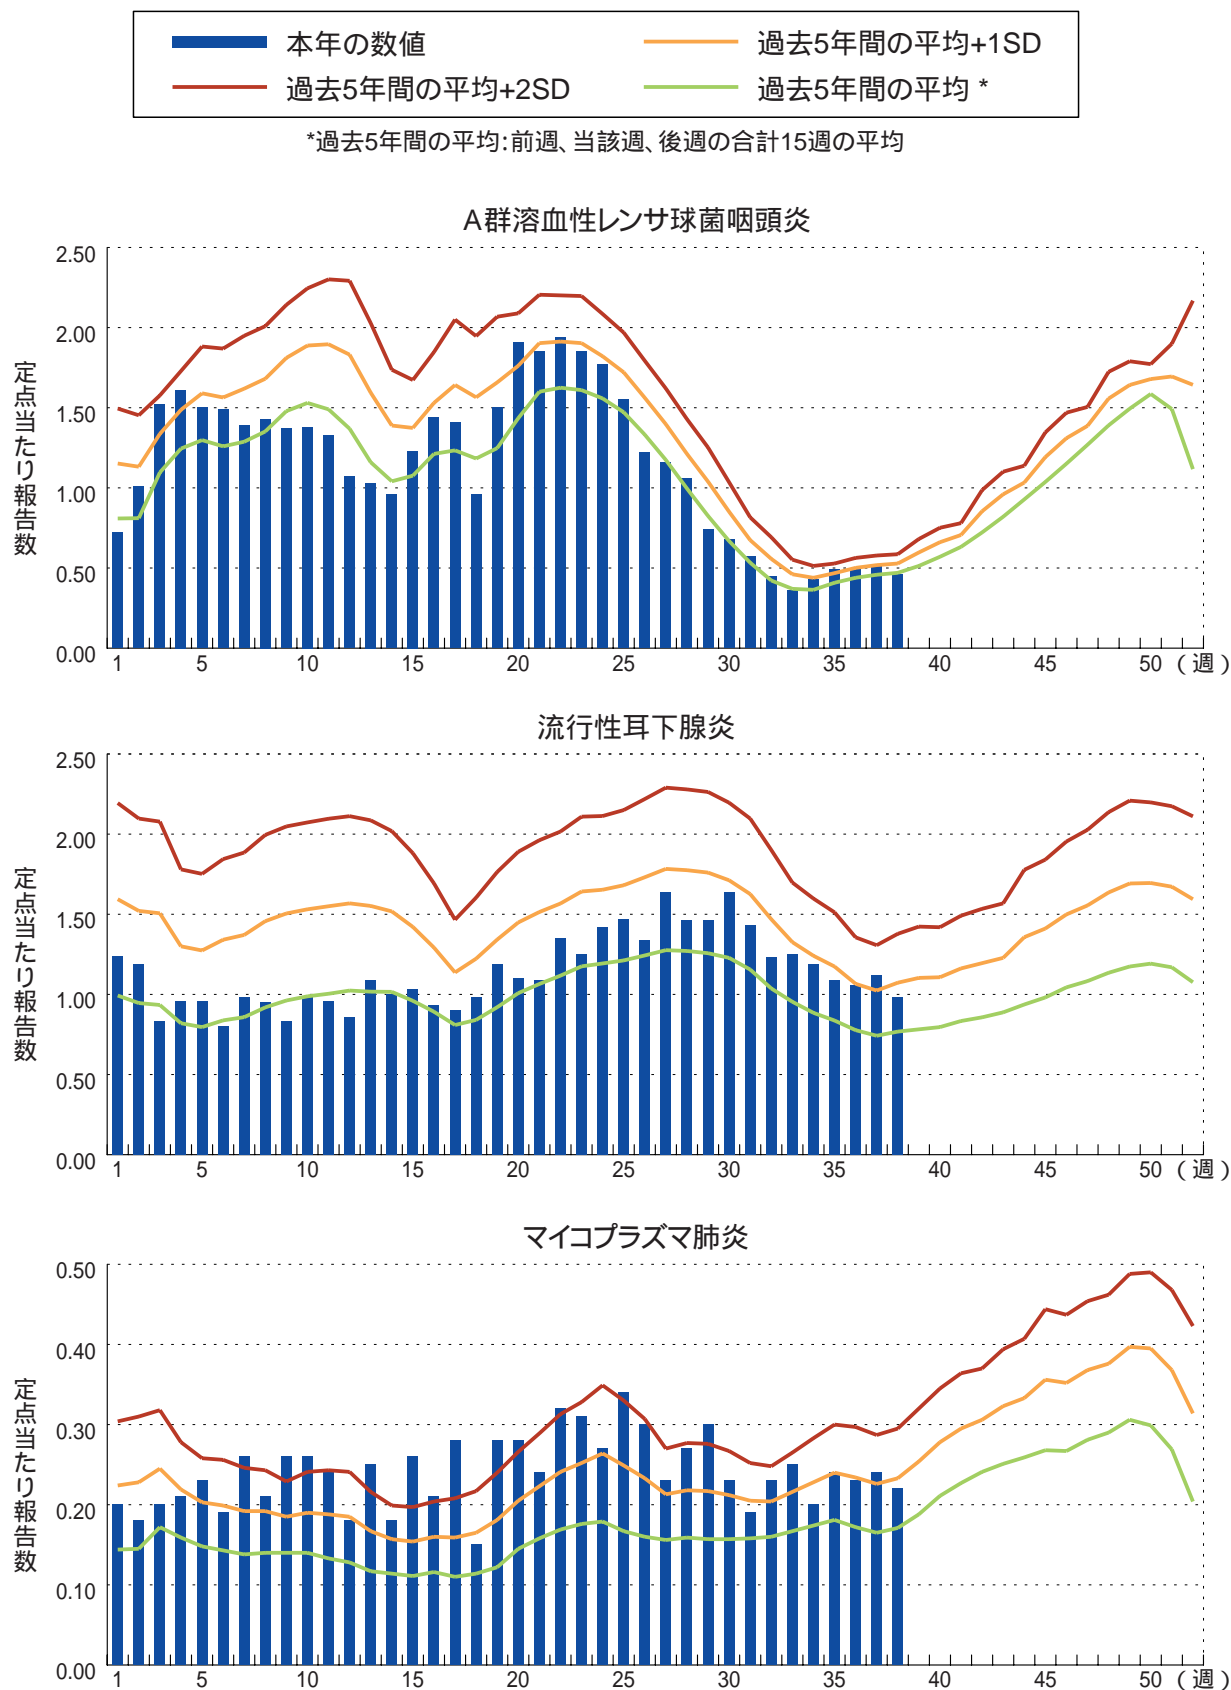 本年の数値
過去5年間の平均+1SD
過去5年間の平均+2SD
過去5年間の平均 *
*過去5年間の平均:前週、当該週、後週の合計15週の平均
A群溶血性レンサ球菌咽頭炎
定点当たり報告数
2.50
2.00
1.50
1.00
0.50
0.00
1 5 10 15 20 25 30 35 40 45 50 (週)
流行性耳下腺炎
定点当たり報告数
2.50
2.00
1.50
1.00
0.50
0.00
1 5 10 15 20 25 30 35 40 45 50 (週)
マイコプラズマ肺炎
定点当たり報告数
0.50
0.40
0.30
0.20
0.10
0.00
1 5 10 15 20 25 30 35 40 45 50 (週)